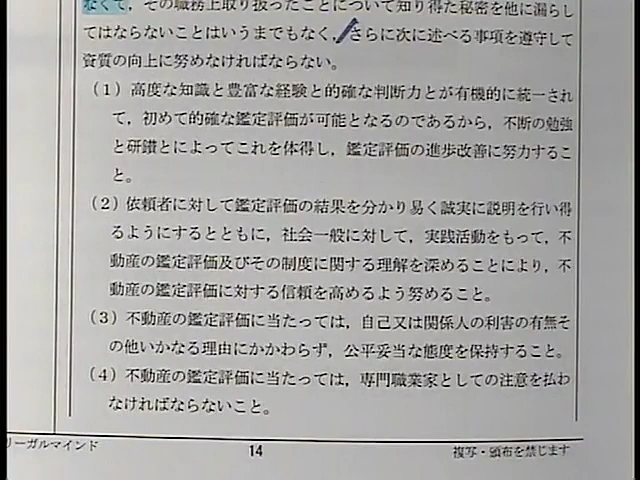 なくて，その職務上取り扱ったことについて知り得た秘密を他に漏らし
てはならないことはいうまでもなく，さらに次に述べる事項を遵守して
資質の向上に努めなければならない。
（1）高度な知識と豊富な経験と的確な判断力とが有機的に統一され
て，初めて的確な鑑定評価が可能となるのであるから，不断の勉強
と研鑚とによってこれを体得し，鑑定評価の進歩改善に努力するこ
と。
（2）依頼者に対して鑑定評価の結果を分かり易く誠実に説明を行い得
るようにするとともに，社会一般に対して，実践活動をもって，不
動産の鑑定評価及びその制度に関する理解を深めることにより，不
動産の鑑定評価に対する信頼を高めるよう努めること。
（3）不動産の鑑定評価に当たっては，自己又は関係人の利害の有無そ
の他いかなる理由にかかわらず，公平妥当な態度を保持すること。
（4）不動産の鑑定評価に当たっては，専門職業家としての注意を払わ
なければならないこと。
リーガルマインド 14 複写・頒布を禁じます